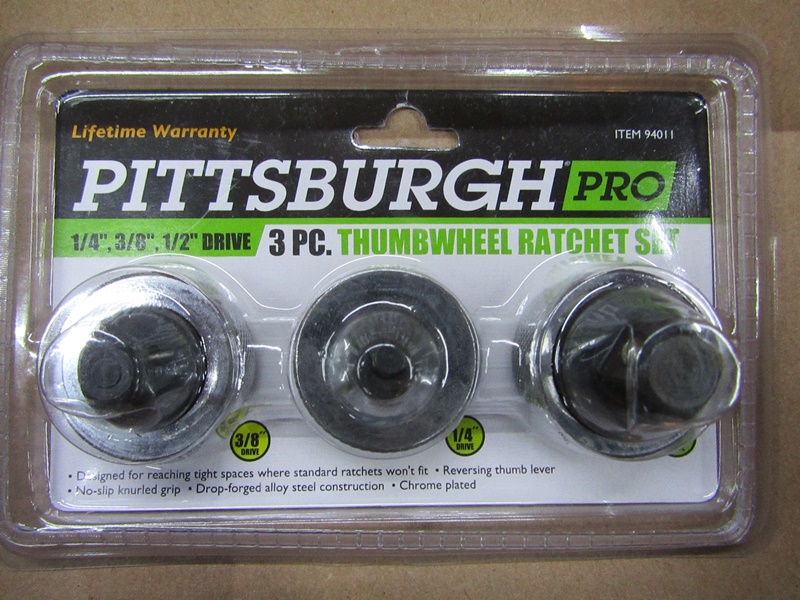 Lifetime Warranty
ITEM 94011
PITTSBURGH® PRO
1/4", 3/8", 1/2" DRIVE 3 PC. THUMBWHEEL RATCHET SET
3/8" DRIVE
1/4" DRIVE
• Designed for reaching tight spaces where standard ratchets won't fit • Reversing thumb lever
• No-slip knurled grip • Drop-forged alloy steel construction • Chrome plated